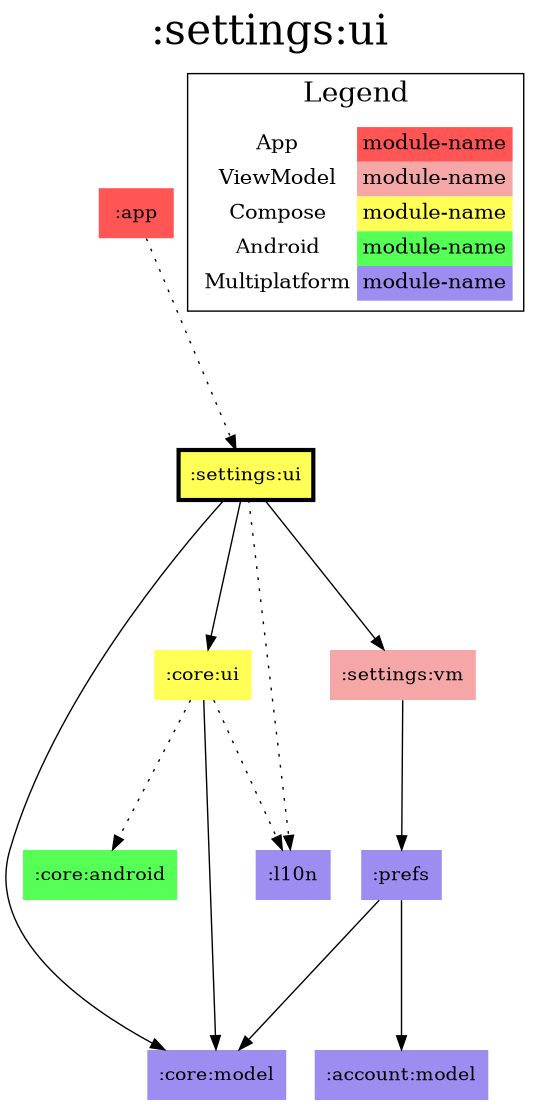 :settings:ui
Legend
App module-name
ViewModel module-name
Compose module-name
Android module-name
Multiplatform module-name
:app
:settings:ui
:core:ui
:settings:vm
:core:android
:l10n
:prefs
:core:model
:account:model